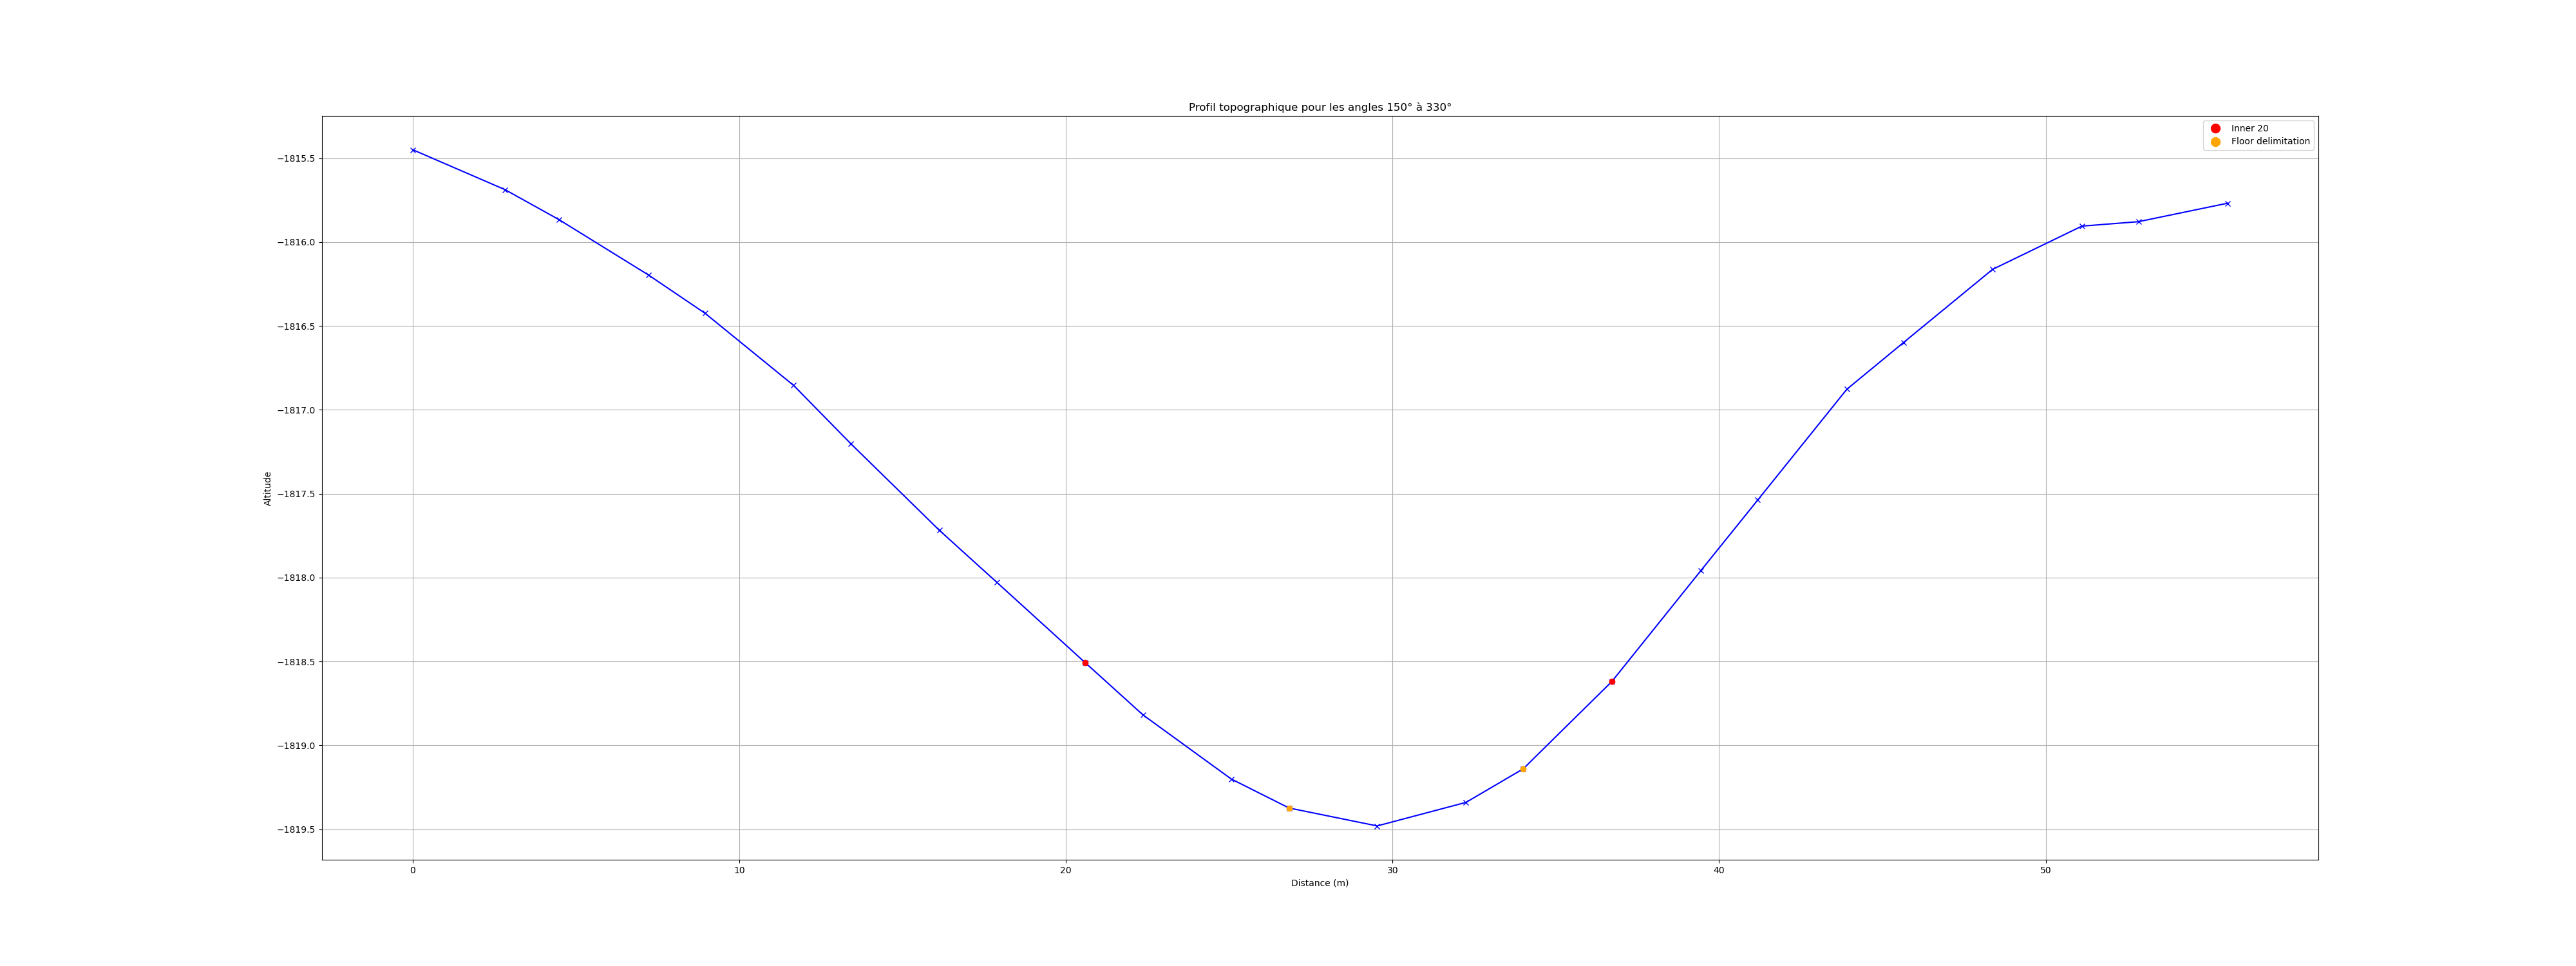 Profil topographique pour les angles 150° à 330°
Inner 20
Floor delimitation
−1815.5
−1816.0
−1816.5
−1817.0
−1817.5
−1818.0
−1818.5
−1819.0
−1819.5
Altitude
0 10 20 30 40 50
Distance (m)